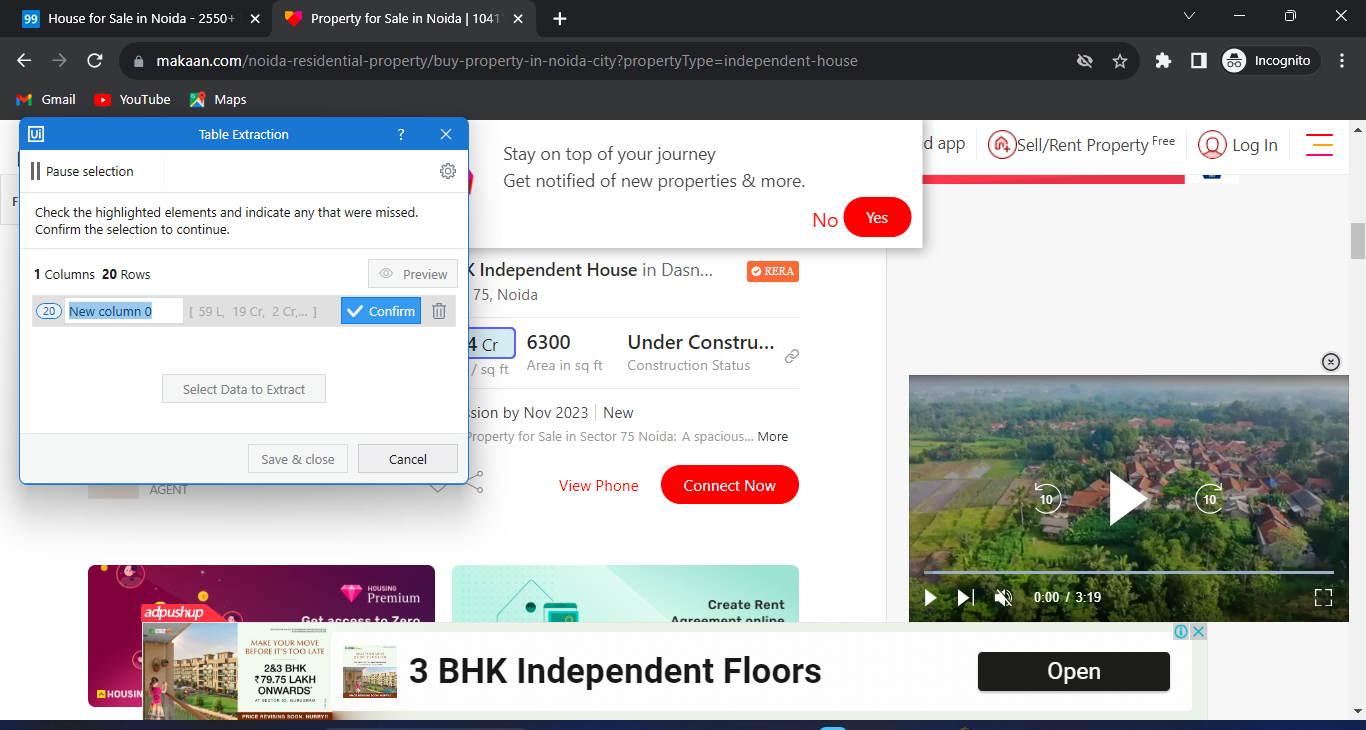 99 House for Sale in Noida - 2550+
Property for Sale in Noida | 1041
makaan.com/noida-residential-property/buy-property-in-noida-city?propertyType=independent-house
Incognito
Gmail
YouTube
Maps
Ui Table Extraction ?
Pause selection
Check the highlighted elements and indicate any that were missed.
Confirm the selection to continue.
1 Columns 20 Rows
Preview
20 New column 0 [ 59 L, 19 Cr, 2 Cr,... ] Confirm
Select Data to Extract
Save & close Cancel
Stay on top of your journey
Get notified of new properties & more.
No Yes
d app
Sell/Rent Property Free
Log In
K Independent House in Dasn...
RERA
75, Noida
4 Cr 6300 Under Constru...
/ sq ft Area in sq ft Construction Status
sion by Nov 2023 New
Property for Sale in Sector 75 Noida: A spacious... More
AGENT
View Phone Connect Now
HOUSING
Premium
Get access to Zero
Create Rent
Agreement online
HOUSIN
adpushup
MAKE YOUR MOVE
BEFORE IT'S TOO LATE
2&3 BHK
₹79.75 LAKH
ONWARDS*
AT SECTOR 50, GURUGRAM
PRICE REVISING SOON. HURRY!!
3 BHK Independent Floors
Open
10 10
0:00 / 3:19